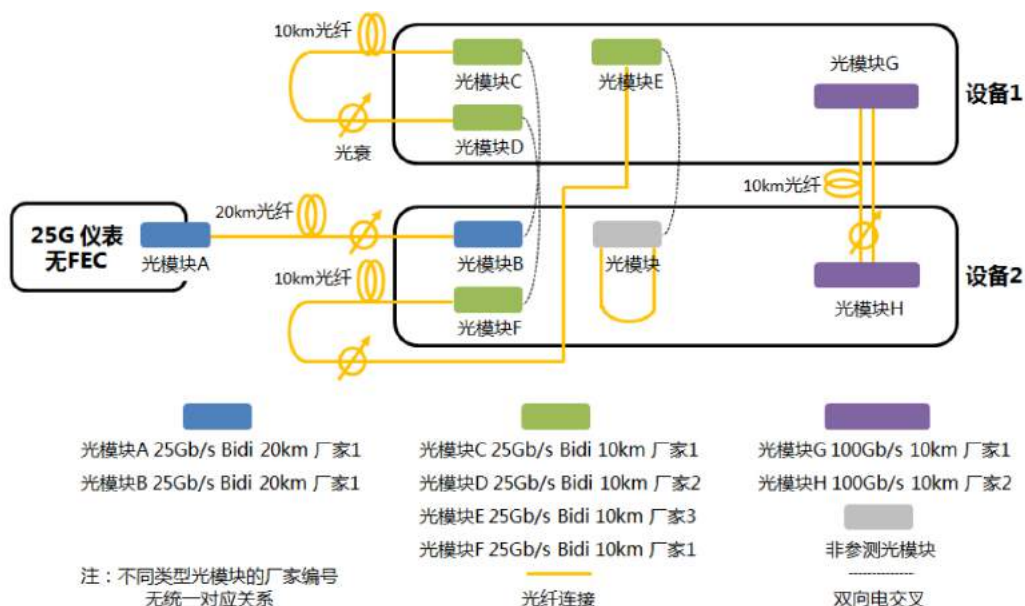 10km光纤
光模块C
光模块E
光模块G
设备1
光衰
光模块D
10km光纤
20km光纤
25G 仪表
无FEC
光模块A
光模块B
光模块
设备2
10km光纤
光模块F
光模块H
光模块A 25Gb/s Bidi 20km 厂家1
光模块B 25Gb/s Bidi 20km 厂家1
光模块C 25Gb/s Bidi 10km 厂家1
光模块D 25Gb/s Bidi 10km 厂家2
光模块E 25Gb/s Bidi 10km 厂家3
光模块F 25Gb/s Bidi 10km 厂家1
光模块G 100Gb/s 10km 厂家1
光模块H 100Gb/s 10km 厂家2
非参测光模块
注：不同类型光模块的厂家编号
无统一对应关系
光纤连接
双向电交叉